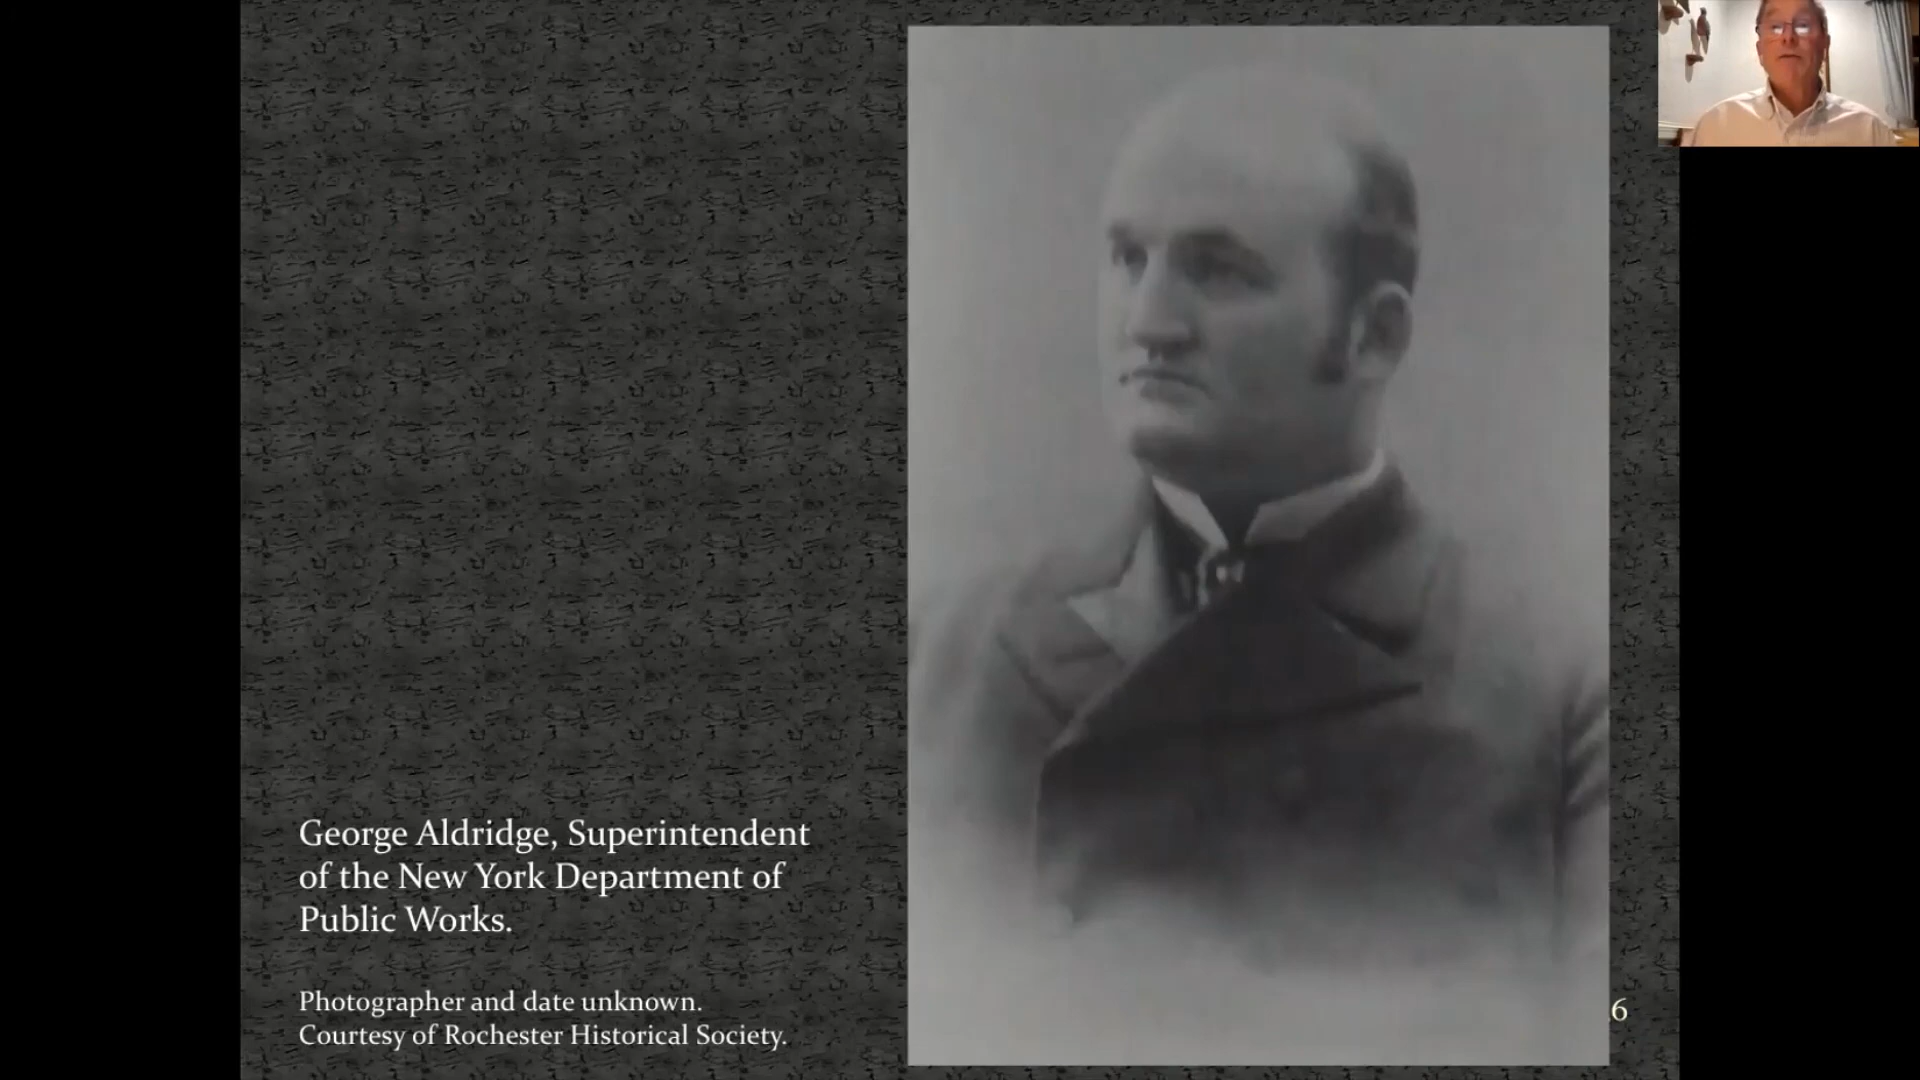 George Aldridge, Superintendent
of the New York Department of
Public Works.
Photographer and date unknown.
Courtesy of Rochester Historical Society.
6